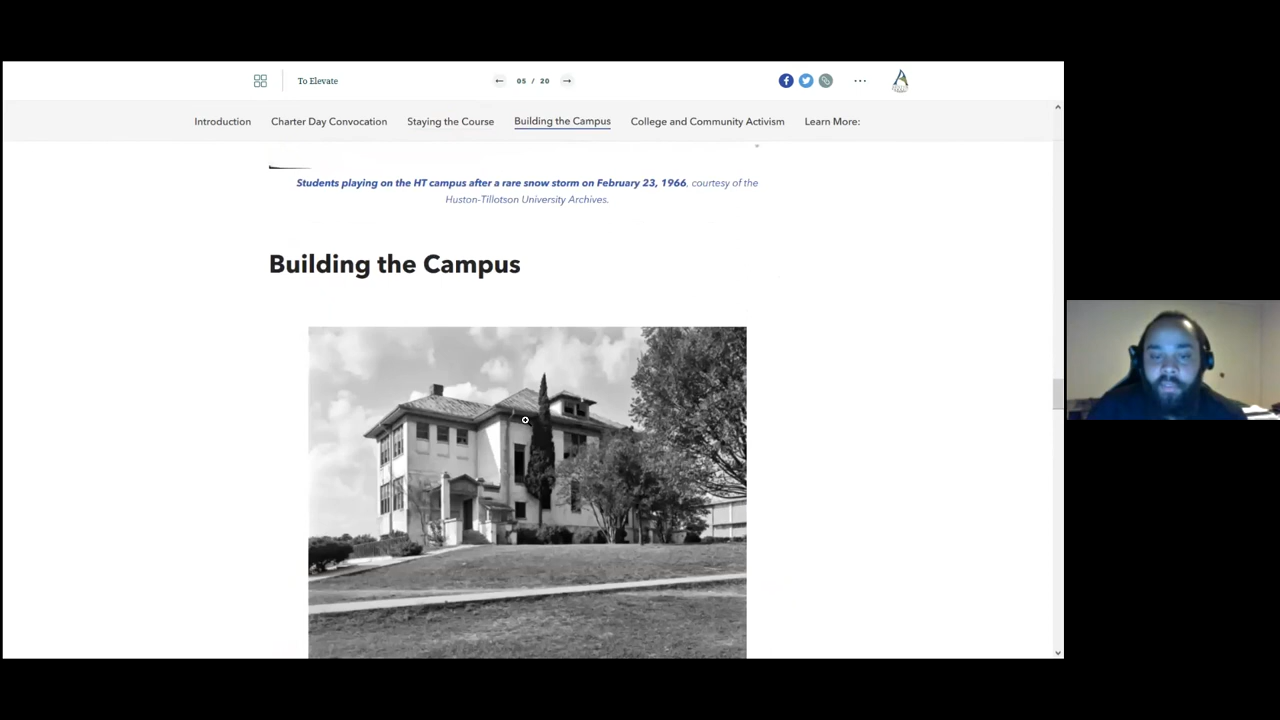 To Elevate
05 / 20
Introduction
Charter Day Convocation
Staying the Course
Building the Campus
College and Community Activism
Learn More:
Students playing on the HT campus after a rare snow storm on February 23, 1966, courtesy of the
Huston-Tillotson University Archives.
Building the Campus